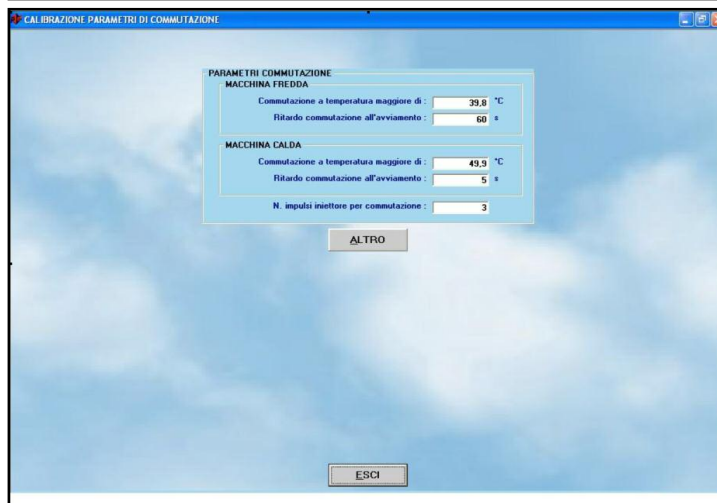 CALIBRAZIONE PARAMETRI DI COMMUTAZIONE
PARAMETRI COMMUTAZIONE
MACCHINA FREDDA
Commutazione a temperatura maggiore di : 39,8 °C
Ritardo commutazione all'avviamento : 60 s
MACCHINA CALDA
Commutazione a temperatura maggiore di : 49,9 °C
Ritardo commutazione all'avviamento : 5 s
N. impulsi iniettore per commutazione : 3
ALTRO
ESCI